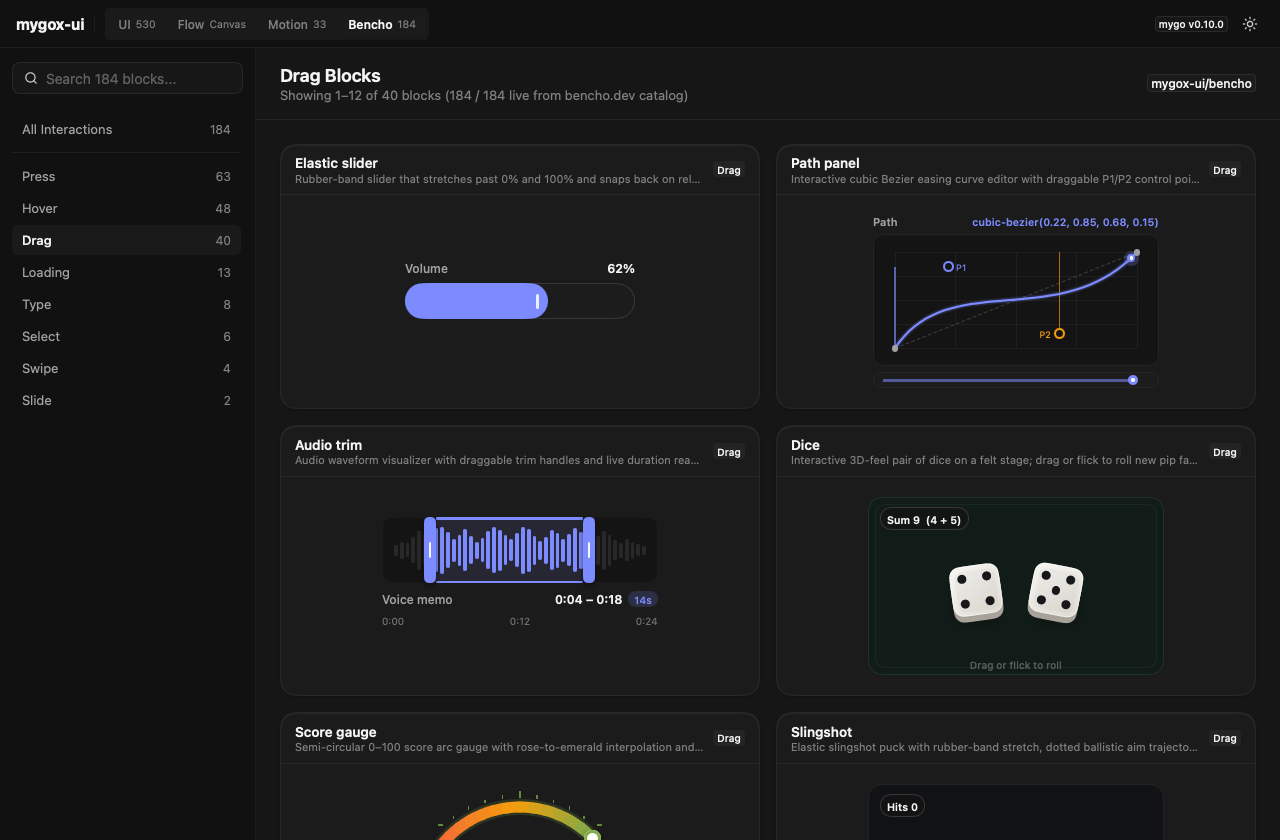 mygox-ui
UI 530
Flow Canvas
Motion 33
Bencho 184
mygo v0.10.0
Search 184 blocks...
All Interactions 184
Press 63
Hover 48
Drag 40
Loading 13
Type 8
Select 6
Swipe 4
Slide 2
Drag Blocks
Showing 1–12 of 40 blocks (184 / 184 live from bencho.dev catalog)
mygox-ui/bencho
Elastic slider
Rubber-band slider that stretches past 0% and 100% and snaps back on rel...
Drag
Volume 62%
Path panel
Interactive cubic Bezier easing curve editor with draggable P1/P2 control poi...
Drag
Path cubic-bezier(0.22, 0.85, 0.68, 0.15)
P1
P2
Audio trim
Audio waveform visualizer with draggable trim handles and live duration rea...
Drag
Voice memo 0:04 – 0:18 14s
0:00 0:12 0:24
Dice
Interactive 3D-feel pair of dice on a felt stage; drag or flick to roll new pip fa...
Drag
Sum 9 (4 + 5)
Drag or flick to roll
Score gauge
Semi-circular 0–100 score arc gauge with rose-to-emerald interpolation and...
Drag
Slingshot
Elastic slingshot puck with rubber-band stretch, dotted ballistic aim trajecto...
Drag
Hits 0